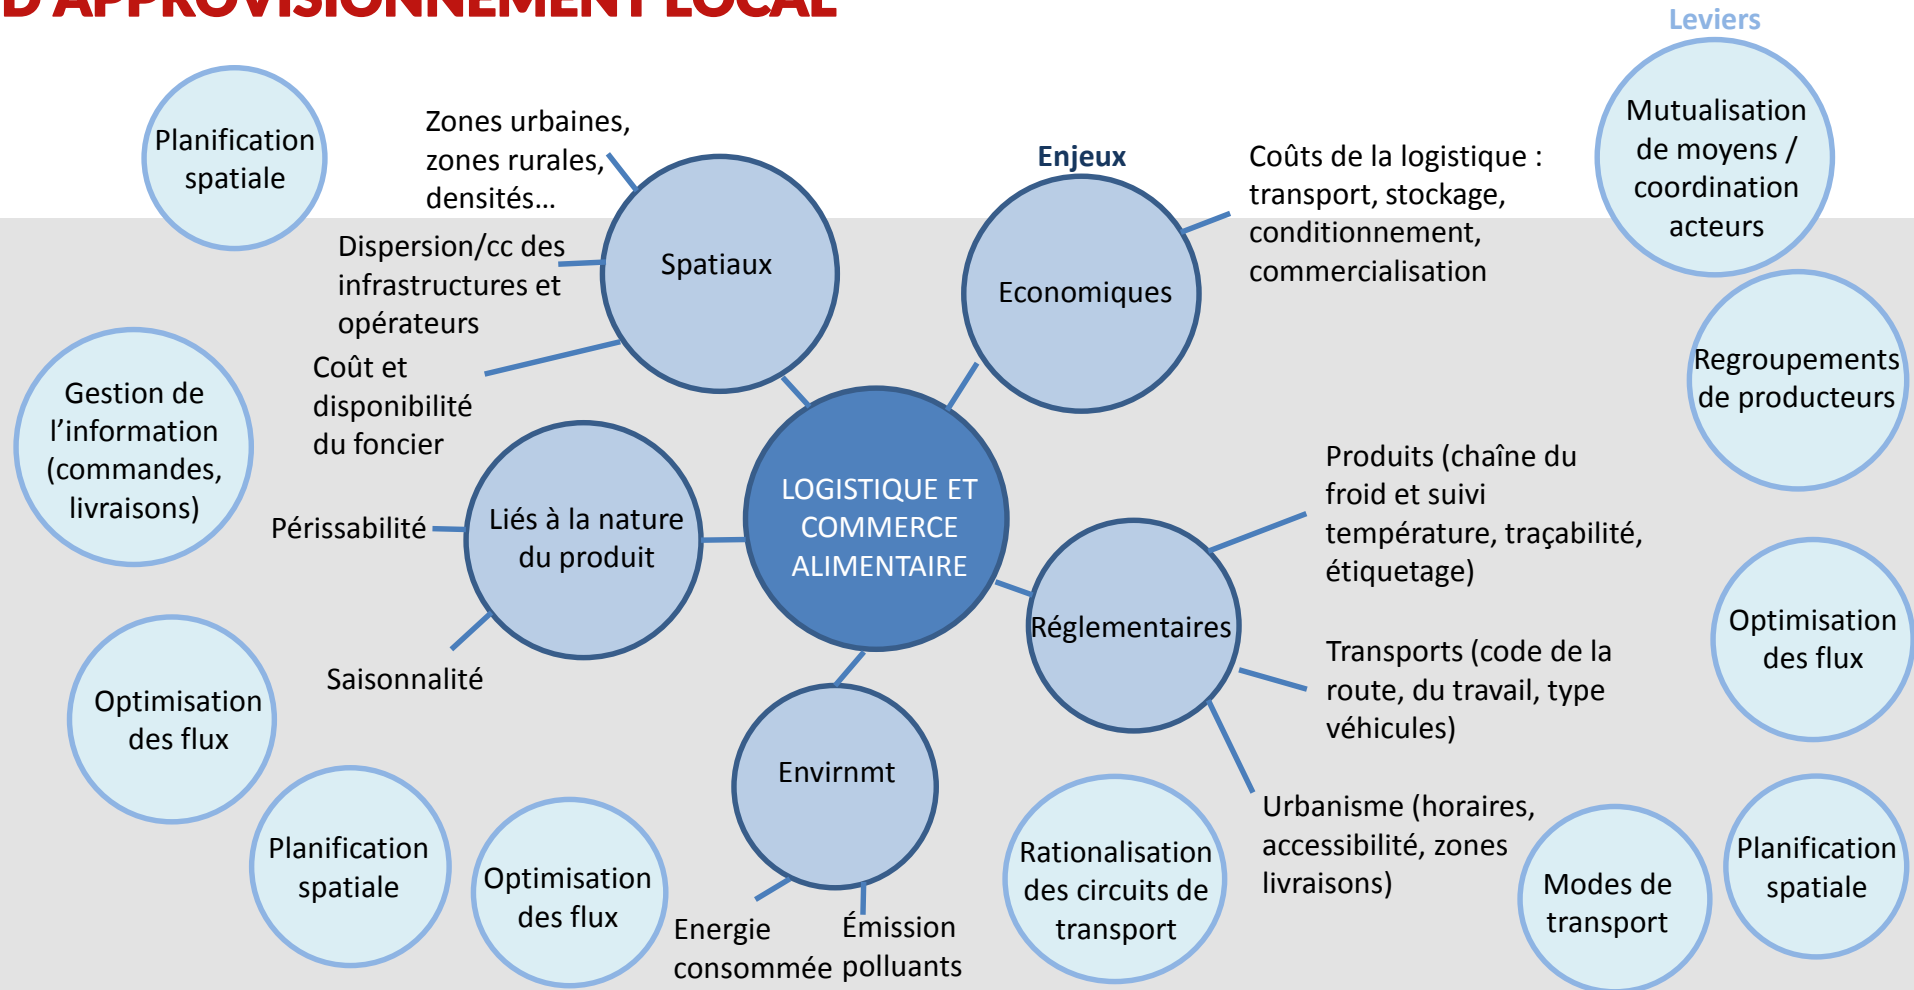 D'APPROVISIONNEMENT LOCAL
Leviers
Planification
spatiale
Zones urbaines,
zones rurales,
densités...
Dispersion/cc des
infrastructures et
opérateurs
Coût et
disponibilité
du foncier
Spatiaux
Enjeux
Economiques
Coûts de la logistique :
transport, stockage,
conditionnement,
commercialisation
Mutualisation
de moyens /
coordination
acteurs
Regroupements
de producteurs
Gestion de
l'information
(commandes,
livraisons)
Périssabilité
Liés à la nature
du produit
Saisonnalité
LOGISTIQUE ET
COMMERCE
ALIMENTAIRE
Réglementaires
Produits (chaîne du
froid et suivi
température, traçabilité,
étiquetage)
Transports (code de la
route, du travail, type
véhicules)
Urbanisme (horaires,
accessibilité, zones
livraisons)
Optimisation
des flux
Optimisation
des flux
Planification
spatiale
Optimisation
des flux
Envirnmt
Energie
consommée
Émission
polluants
Rationalisation
des circuits de
transport
Modes de
transport
Planification
spatiale